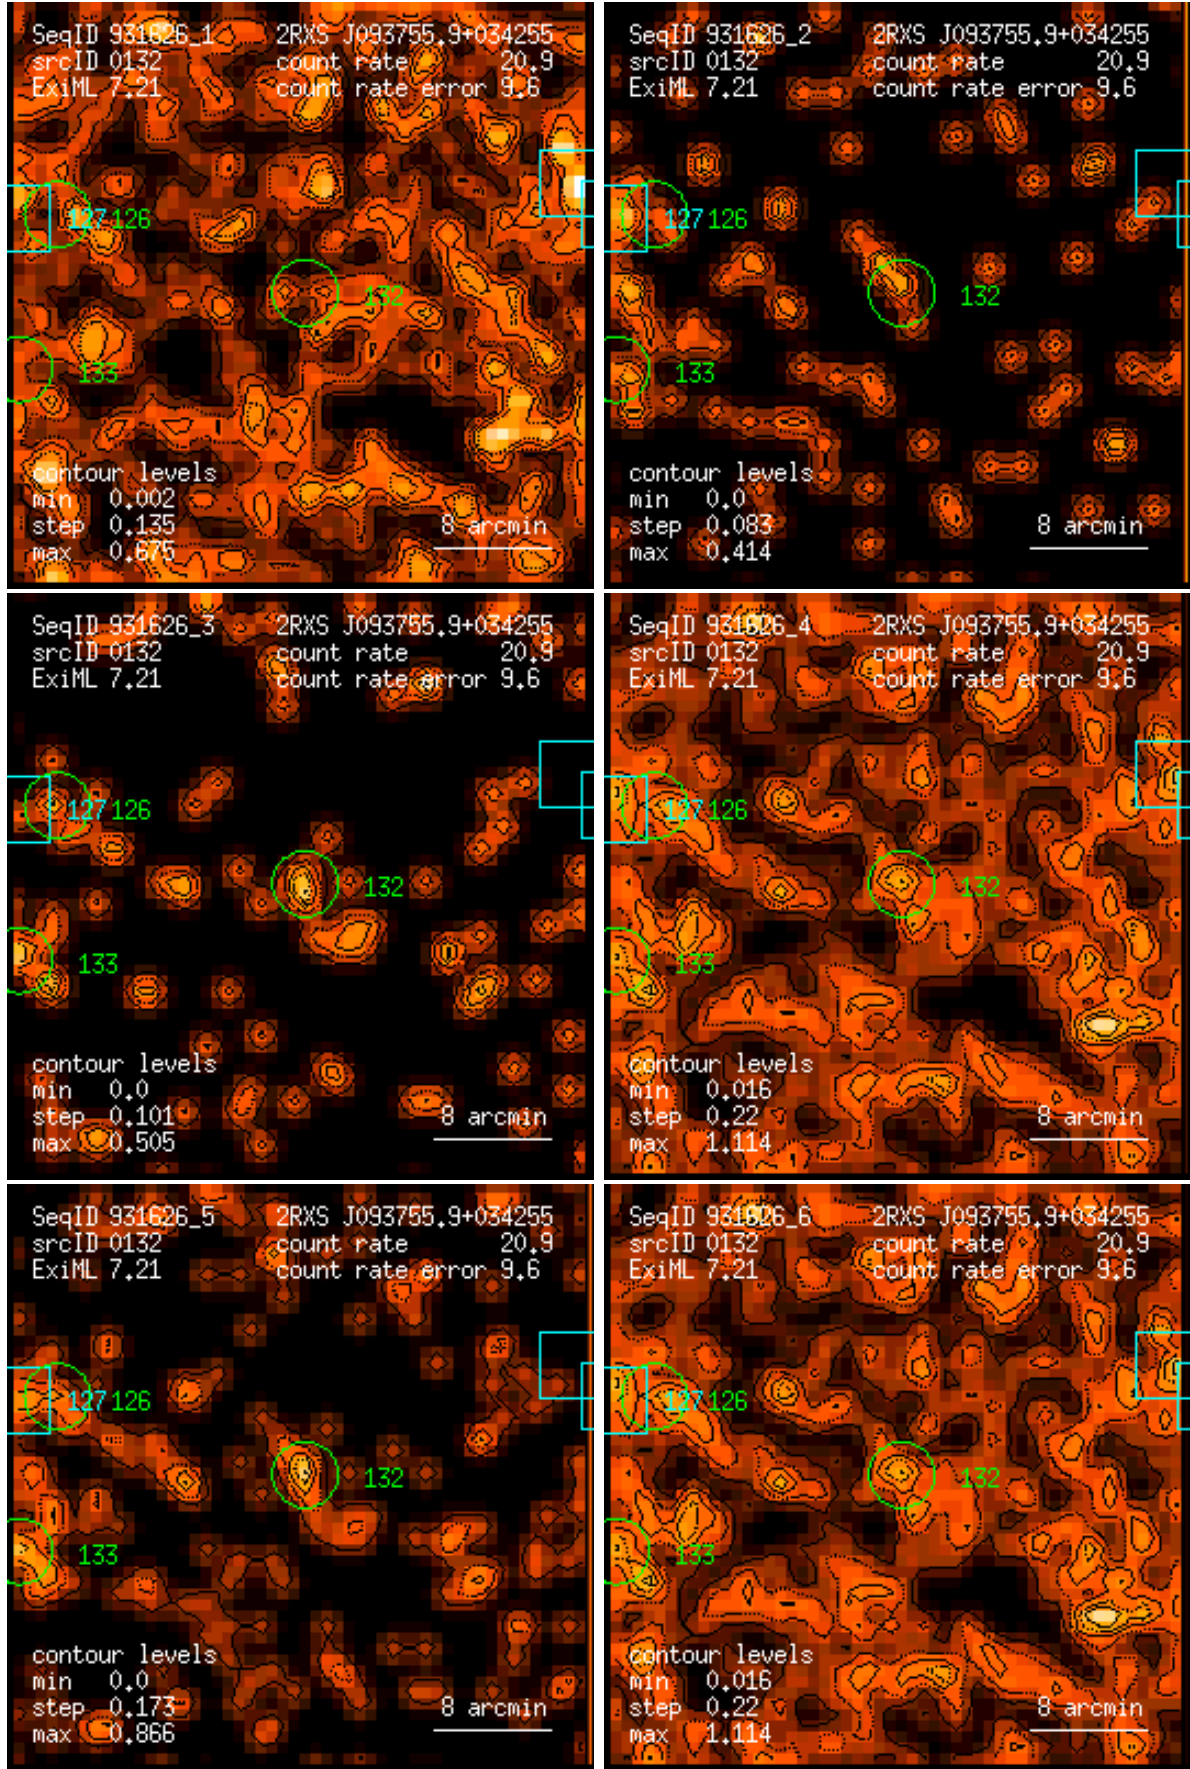 SeqID 931626_1 2RXS J093755.9+034255
srcID 0132 count rate 20.9
ExiML 7.21 count rate error 9.6
127 126
132
133
contour levels
min 0.002
step 0.135
max 0.675
8 arcmin
SeqID 931626_2 2RXS J093755.9+034255
srcID 0132 count rate 20.9
ExiML 7.21 count rate error 9.6
127 126
132
133
contour levels
min 0.0
step 0.083
max 0.414
8 arcmin
SeqID 931626_3 2RXS J093755.9+034255
srcID 0132 count rate 20.9
ExiML 7.21 count rate error 9.6
127 126
132
133
contour levels
min 0.0
step 0.101
max 0.505
8 arcmin
SeqID 931626_4 2RXS J093755.9+034255
srcID 0132 count rate 20.9
ExiML 7.21 count rate error 9.6
127 126
132
133
contour levels
min 0.016
step 0.22
max 1.114
8 arcmin
SeqID 931626_5 2RXS J093755.9+034255
srcID 0132 count rate 20.9
ExiML 7.21 count rate error 9.6
127 126
132
133
contour levels
min 0.0
step 0.173
max 0.866
8 arcmin
SeqID 931626_6 2RXS J093755.9+034255
srcID 0132 count rate 20.9
ExiML 7.21 count rate error 9.6
127 126
132
133
contour levels
min 0.016
step 0.22
max 1.114
8 arcmin